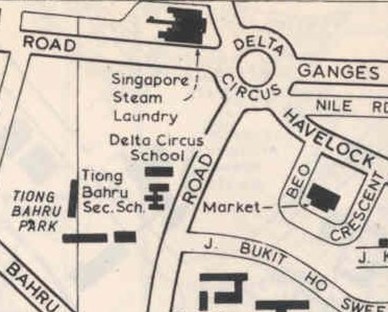 ROAD
DELTA
CIRCUS
GANGES
NILE RD
Singapore
Steam
Laundry
HAVELOCK
Delta Circus
School
ROAD
Tiong
Bahru
Sec. Sch.
TIONG
BAHRU
PARK
Market
BEO
CRESCENT
J. BUKIT HO SWEE
J. K
BAHRU